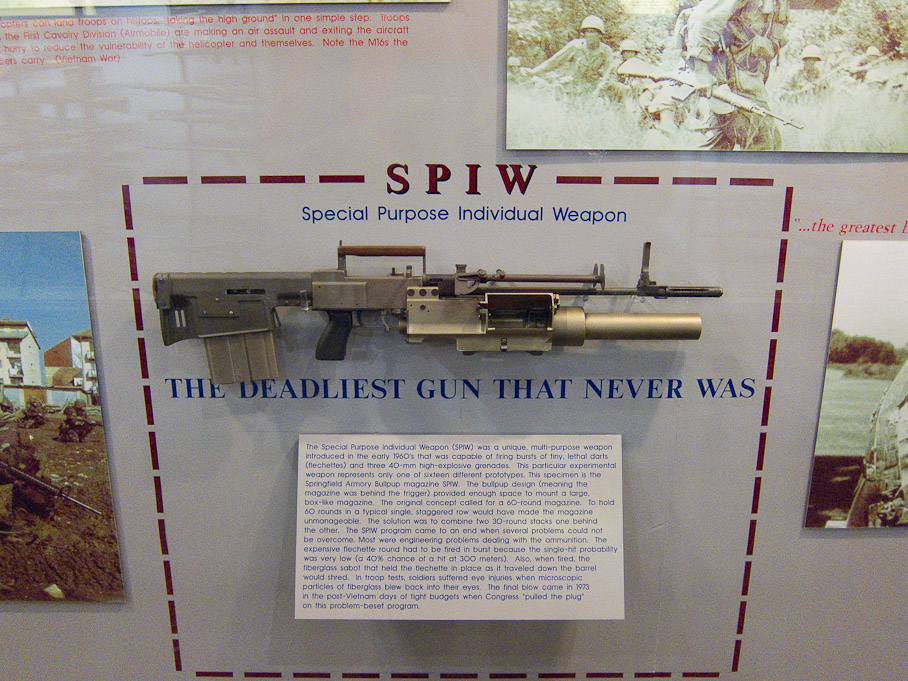 copters can land troops on hilltops, "taking the high ground" in one simple step. Troops
the First Cavalry Division (Airmobile) are making an air assault and exiting the aircraft
hurry to reduce the vulnerability of the helicopter and themselves. Note the M16s the
carry. (Vietnam War)
SPIW
Special Purpose Individual Weapon
"...the greatest
THE DEADLIEST GUN THAT NEVER WAS
The Special Purpose Individual Weapon (SPIW) was a unique, multi-purpose weapon
introduced in the early 1960's that was capable of firing bursts of tiny, lethal darts
(flechettes) and three 40-mm high-explosive grenades. This particular experimental
weapon represents only one of sixteen different prototypes. This specimen is the
Springfield Armory Bullpup magazine SPIW. The bullpup design (meaning the
magazine was behind the trigger) provided enough space to mount a large,
box-like magazine. The original concept called for a 60-round magazine. To hold
60 rounds in a typical single, staggered row would have made the magazine
unmanageable. The solution was to combine two 30-round stacks one behind
the other. The SPIW program came to an end when several problems could not
be overcome. Most were engineering problems dealing with the ammunition. The
expensive flechette round had to be fired in burst because the single-hit probability
was very low (a 40% chance of a hit at 300 meters). Also, when fired, the
fiberglass sabot that held the flechette in place as it traveled down the barrel
would shred. In troop tests, soldiers suffered eye injuries when microscopic
particles of fiberglass blew back into their eyes. The final blow came in 1973
in the post-Vietnam days of tight budgets when Congress "pulled the plug"
on this problem-beset program.